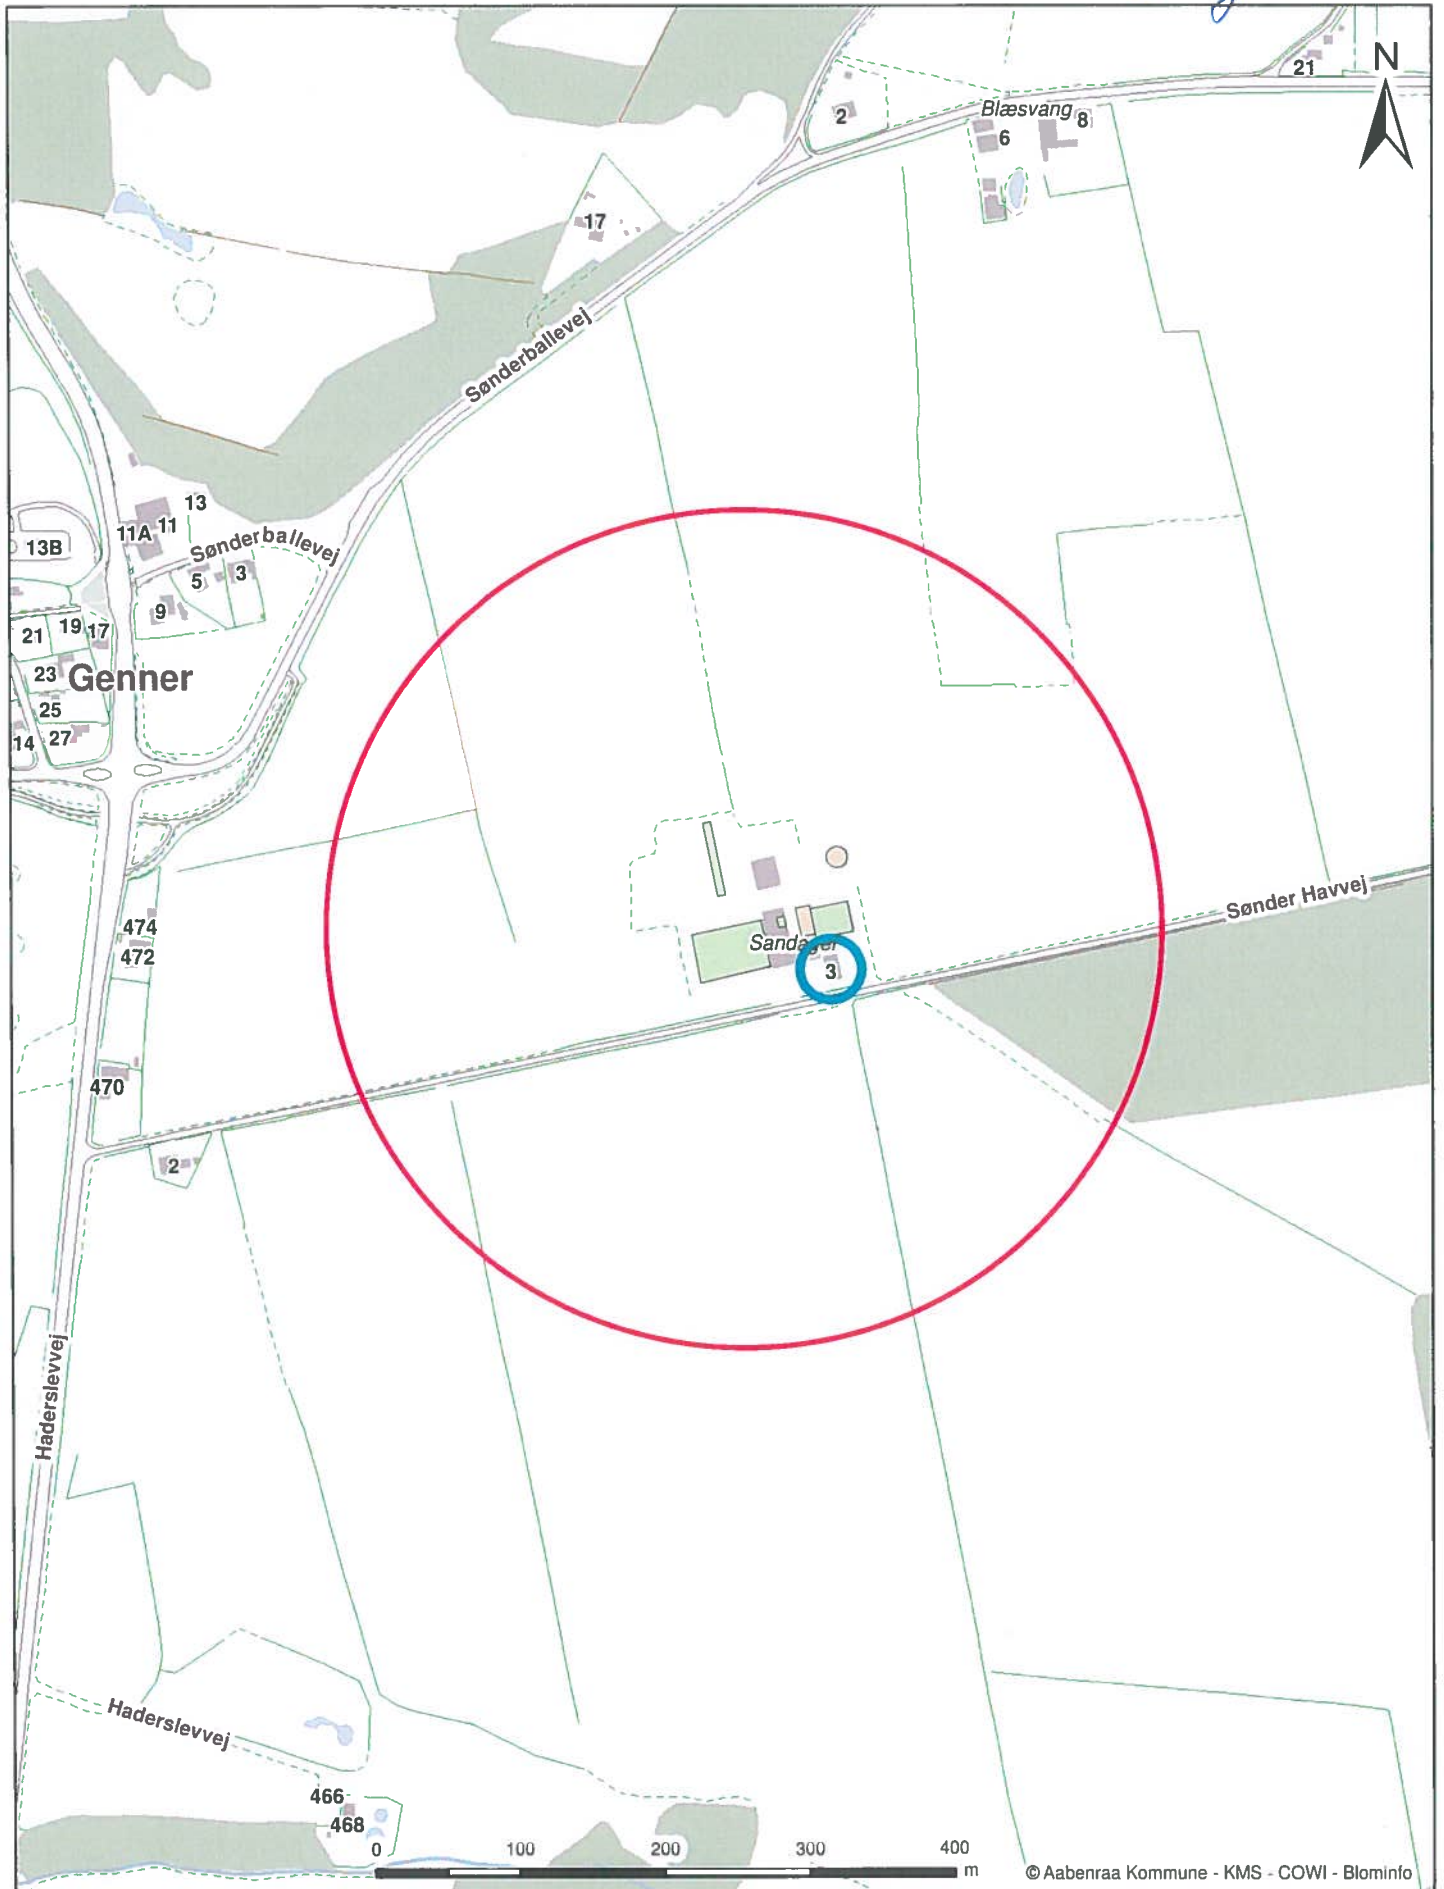 N
21
2
Blæsvang
8
6
17
Sønderballevej
13
11
11A
13B
Sønderballevej
5
3
9
21
19
17
23
Genner
25
14
27
Sønder Havvej
474
472
Sandager
3
470
2
Haderslevvej
Haderslevvej
466
468
0 100 200 300 400
m
© Aabenraa Kommune - KMS - COWI - Blominfo